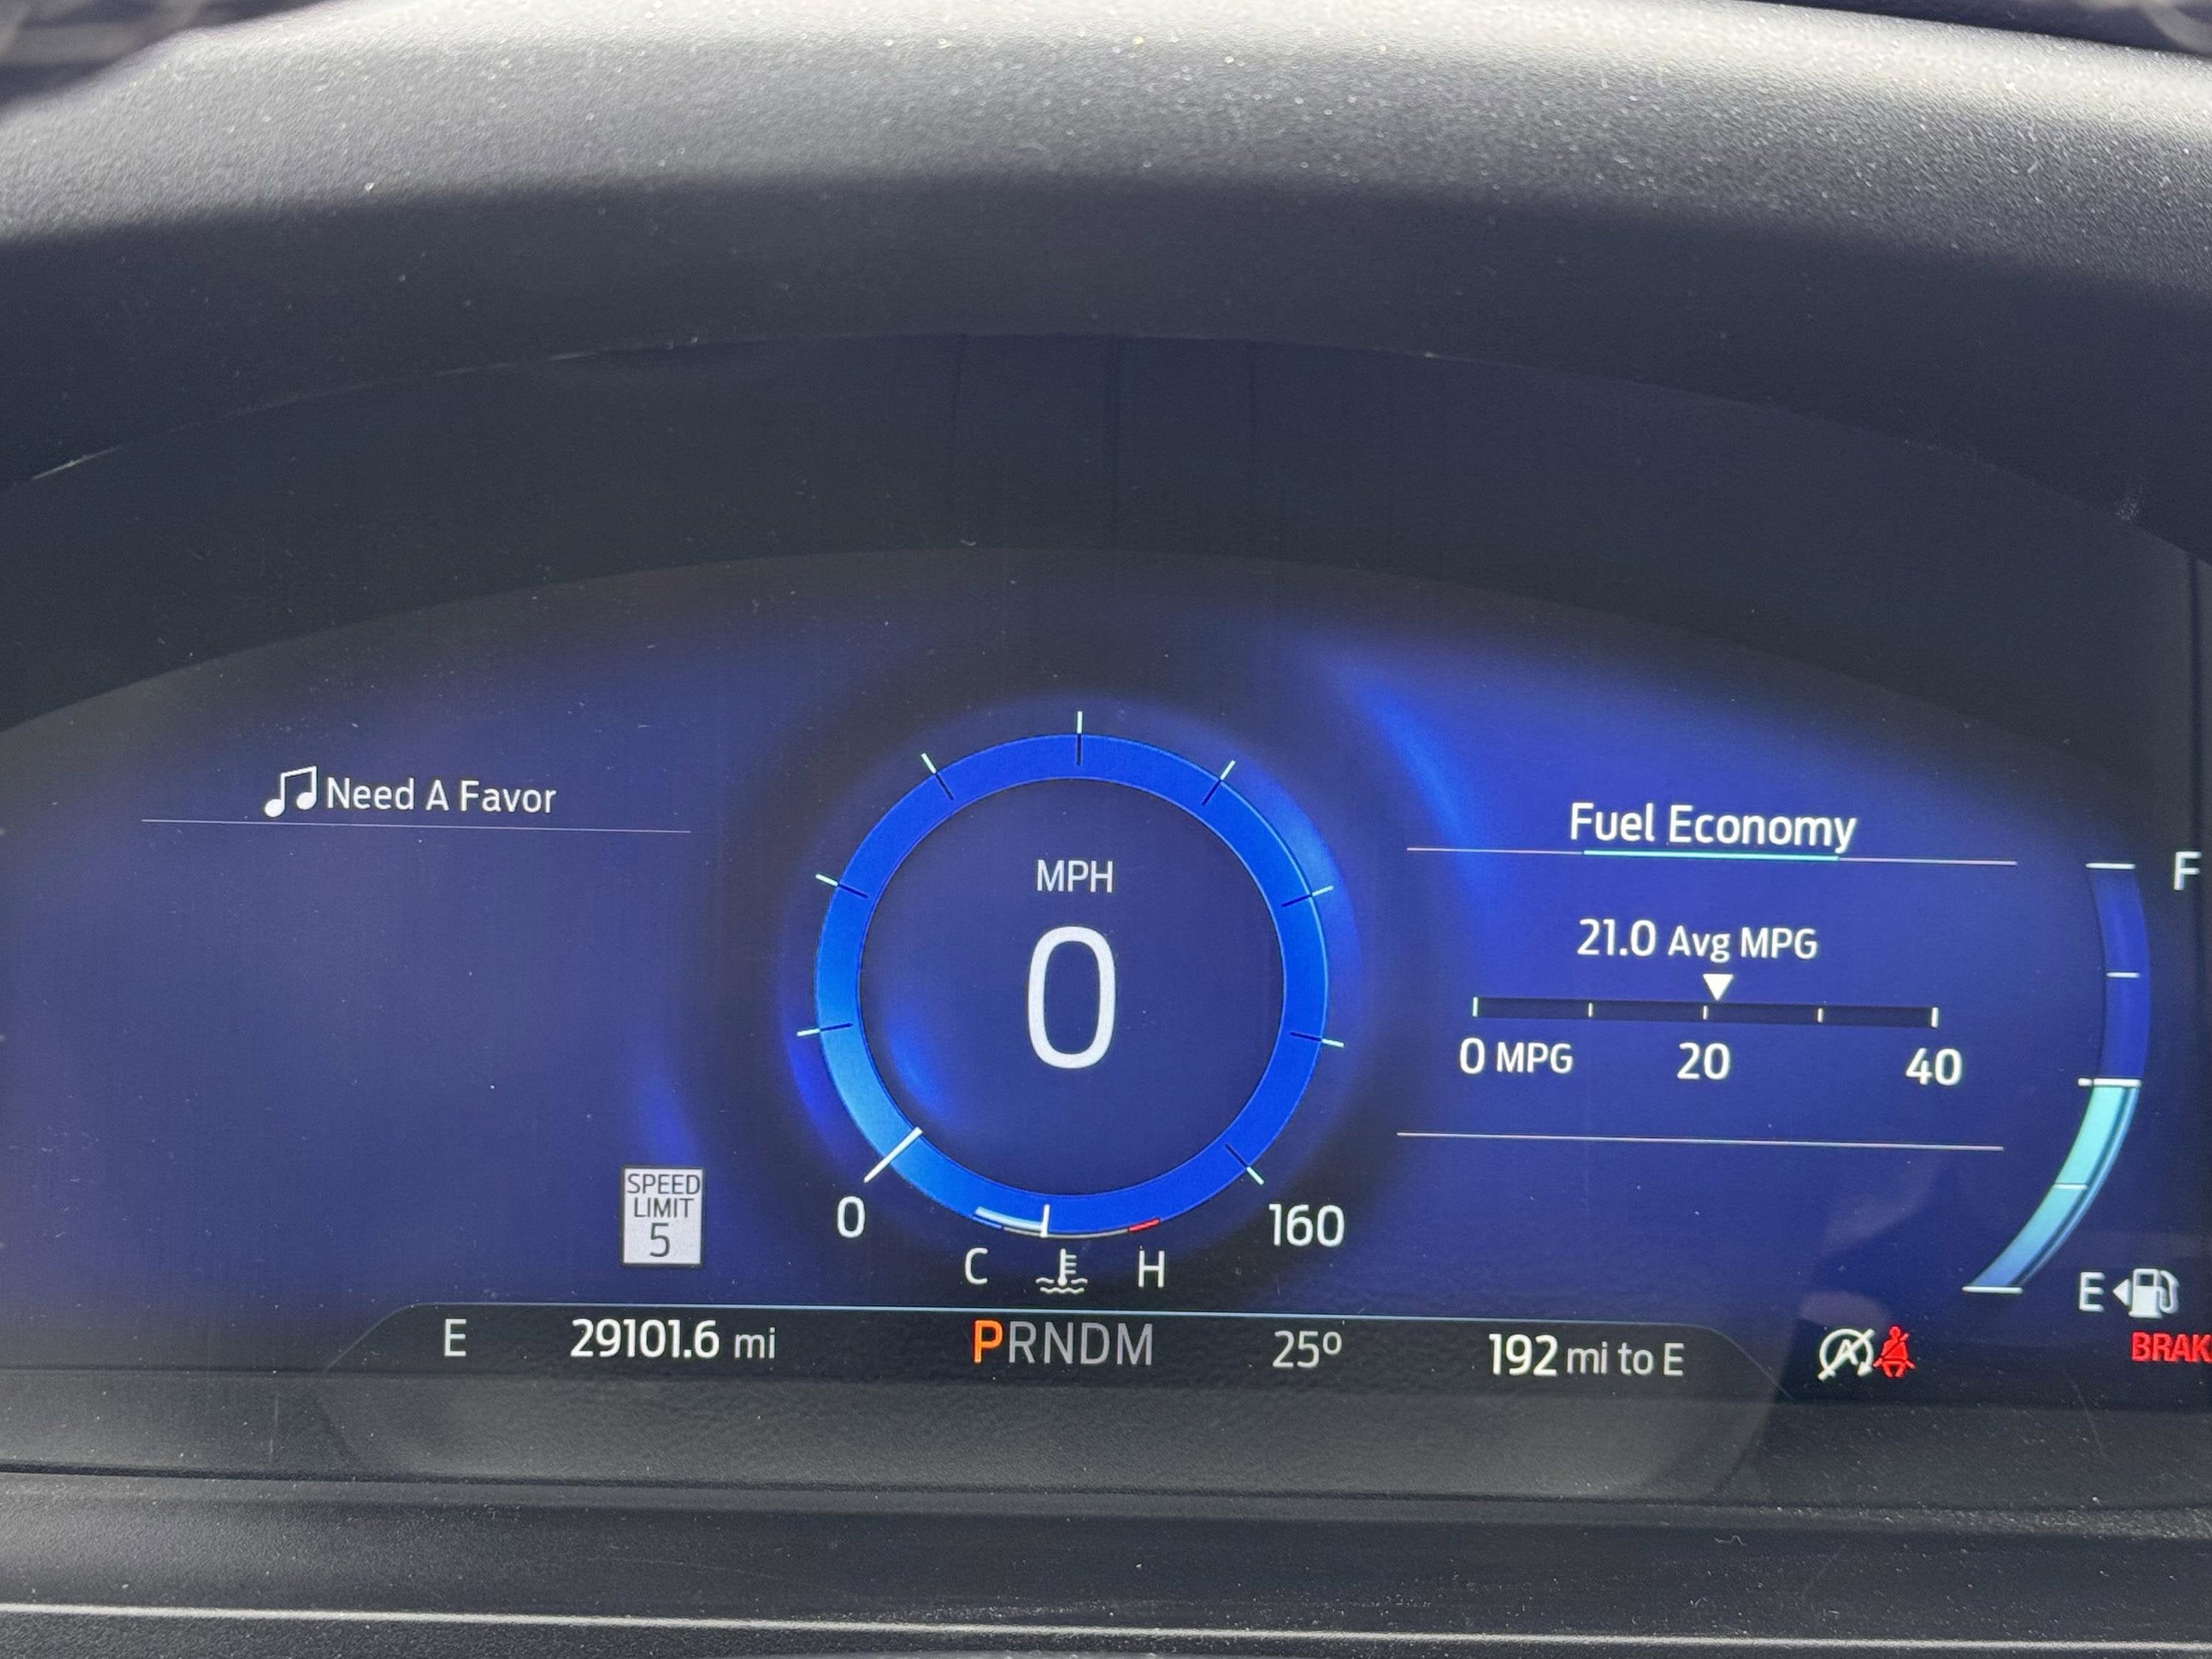 Need A Favor
MPH
0
SPEED
LIMIT
5
0
160
C
H
Fuel Economy
21.0 Avg MPG
0 MPG
20
40
F
E
E
29101.6 mi
PRNDM
25º
192 mi to E
A
BRAK